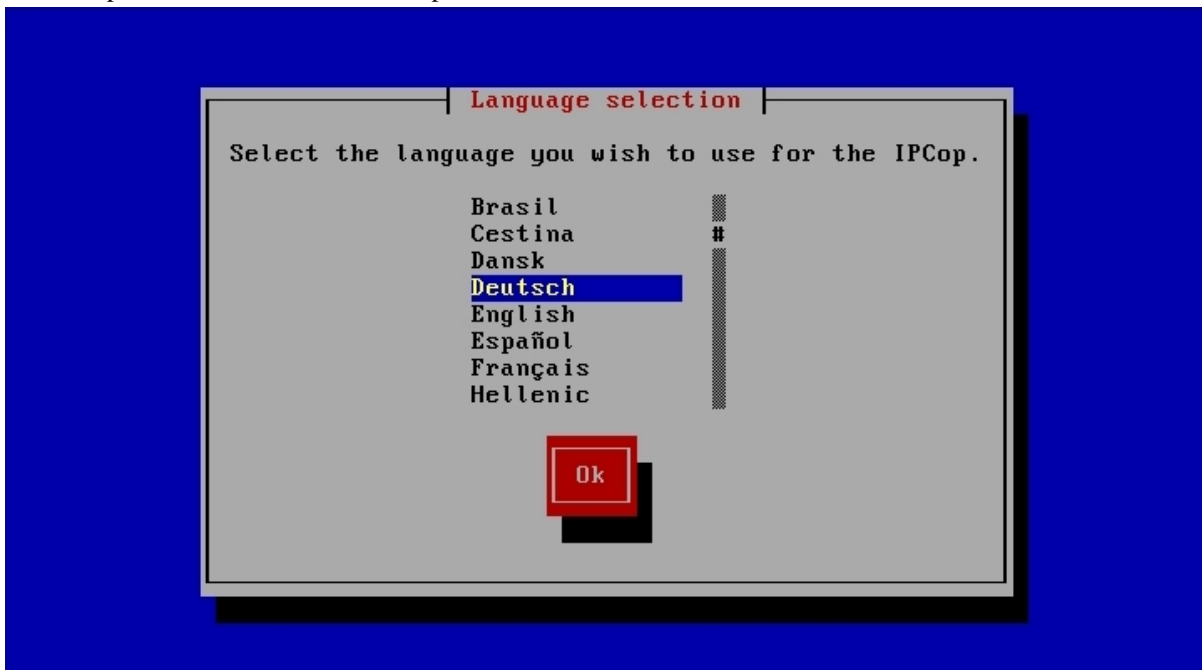 Language selection
Select the language you wish to use for the IPCop.
Brasil
Cestina #
Dansk
Deutsch
English
Español
Français
Hellenic
Ok